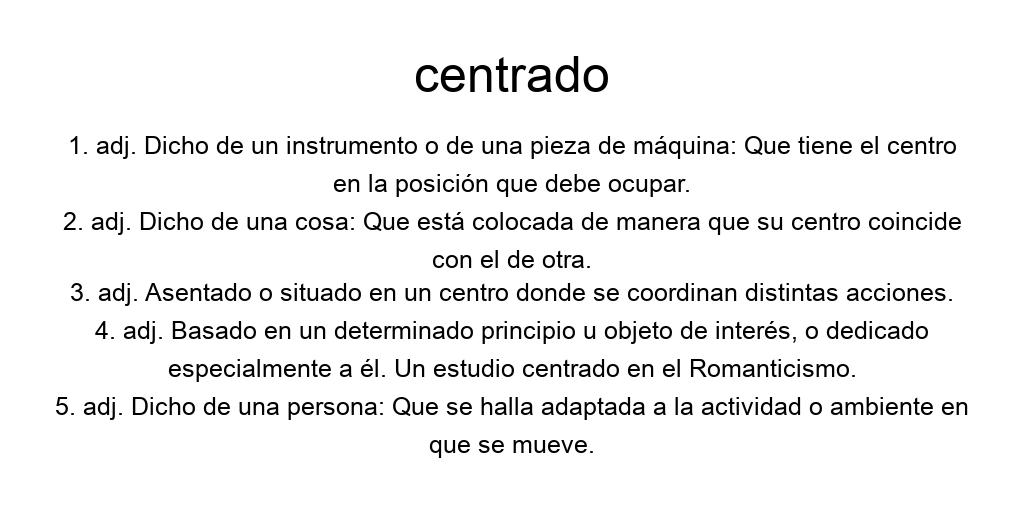 centrado
1. adj. Dicho de un instrumento o de una pieza de máquina: Que tiene el centro
en la posición que debe ocupar.
2. adj. Dicho de una cosa: Que está colocada de manera que su centro coincide
con el de otra.
3. adj. Asentado o situado en un centro donde se coordinan distintas acciones.
4. adj. Basado en un determinado principio u objeto de interés, o dedicado
especialmente a él. Un estudio centrado en el Romanticismo.
5. adj. Dicho de una persona: Que se halla adaptada a la actividad o ambiente en
que se mueve.